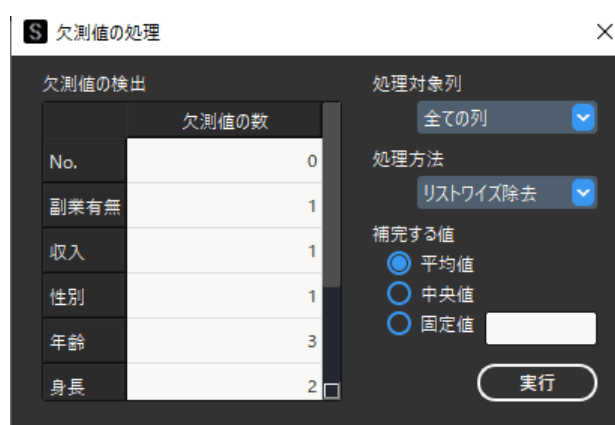 S 欠測値の処理
欠測値の検出
欠測値の数
No. 0
副業有無 1
収入 1
性別 1
年齢 3
身長 2
処理対象列
全ての列
処理方法
リストワイズ除去
補完する値
平均値
中央値
固定値
実行